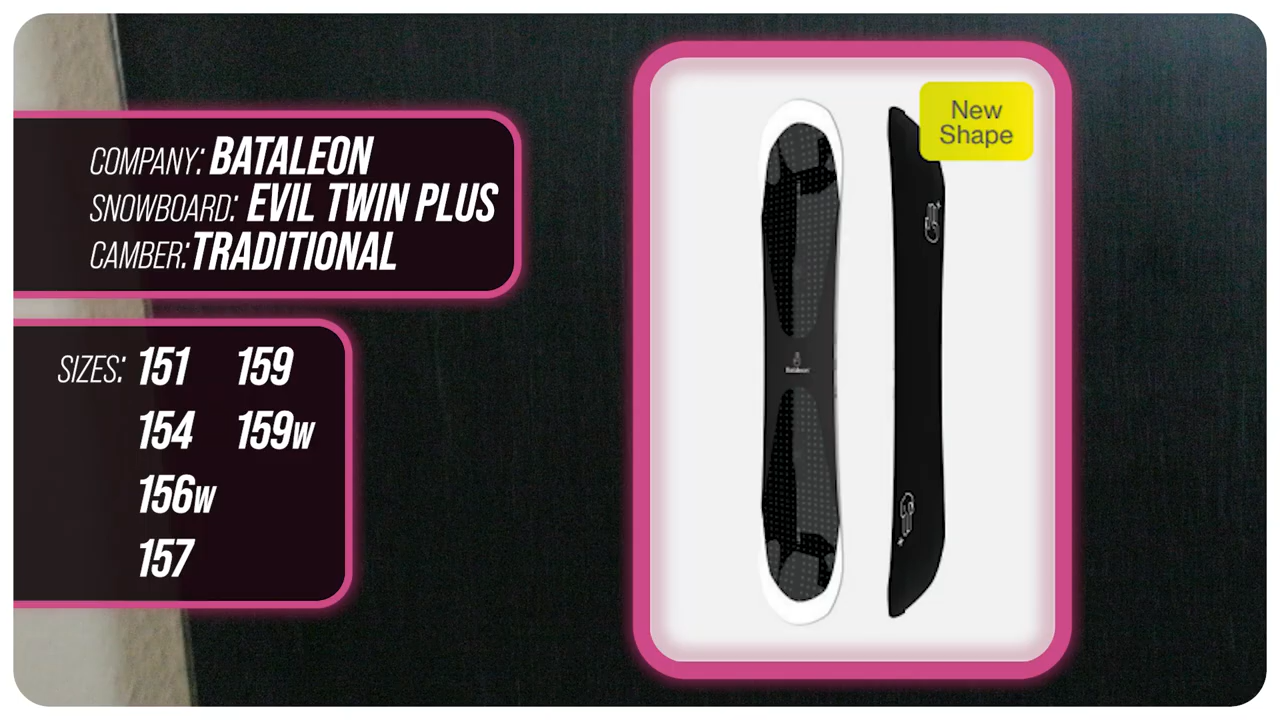 COMPANY: BATALEON
SNOWBOARD: EVIL TWIN PLUS
CAMBER: TRADITIONAL
SIZES: 151 159
154 159W
156W
157
New
Shape
Bataleon